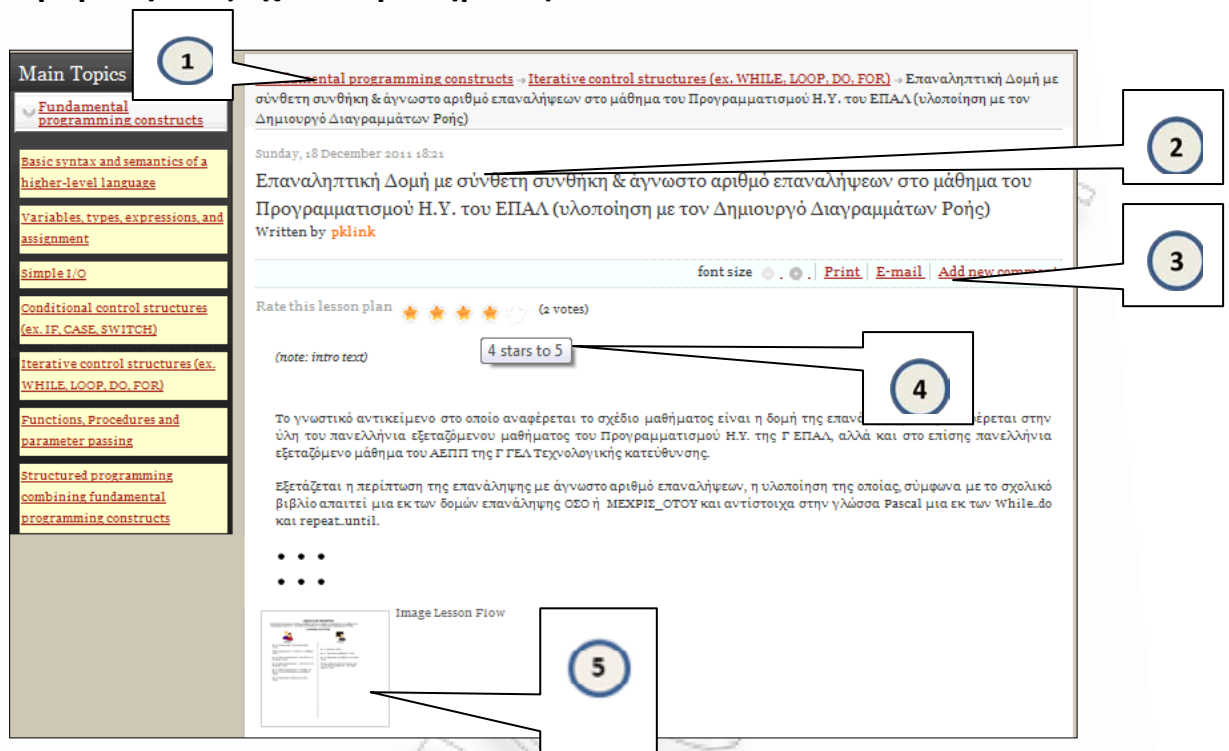 Main Topics
Fundamental
programming constructs
Basic syntax and semantics of a
higher-level language
Variables, types, expressions, and
assignment
Simple I/O
Conditional control structures
(ex. IF, CASE, SWITCH)
Iterative control structures (ex.
WHILE, LOOP, DO, FOR)
Functions, Procedures and
parameter passing
Structured programming
combining fundamental
programming constructs
1
programming constructs → Iterative control structures (ex. WHILE, LOOP, DO, FOR) → Επαναληπτική Δομή με
σύνθετη συνθήκη & άγνωστο αριθμό επαναλήψεων στο μάθημα του Προγραμματισμού Η.Υ. του ΕΠΑΛ (υλοποίηση με τον
Δημιουργό Διαγραμμάτων Ροής)
Sunday, 18 December 2011 18:21
2
Επαναληπτική Δομή με σύνθετη συνθήκη & άγνωστο αριθμό επαναλήψεων στο μάθημα του
Προγραμματισμού Η.Υ. του ΕΠΑΛ (υλοποίηση με τον Δημιουργό Διαγραμμάτων Ροής)
Written by pklink
3
font size Print E-mail Add new comment
Rate this lesson plan (2 votes)
4 stars to 5
(note: intro text)
4
Το γνωστικό αντικείμενο στο οποίο αναφέρεται το σχέδιο μαθήματος είναι η δομή της στην
ύλη του πανελλήνια εξεταζόμενου μαθήματος του Προγραμματισμού Η.Υ. της Γ ΕΠΑΛ, αλλά και στο επίσης πανελλήνια
εξεταζόμενο μάθημα του ΑΕΠΠ της Γ ΓΕΛ Τεχνολογικής κατεύθυνσης.
Εξετάζεται η περίπτωση της επανάληψης με άγνωστο αριθμό επαναλήψεων, η υλοποίηση της οποίας, σύμφωνα με το σχολικό
βιβλίο απαιτεί μια εκ των δομών επανάληψης ΟΣΟ ή ΜΕΧΡΙΣ_ΟΤΟΥ και αντίστοιχα στην γλώσσα Pascal μια εκ των While_do
και repeat_until.
Image Lesson Flow
5